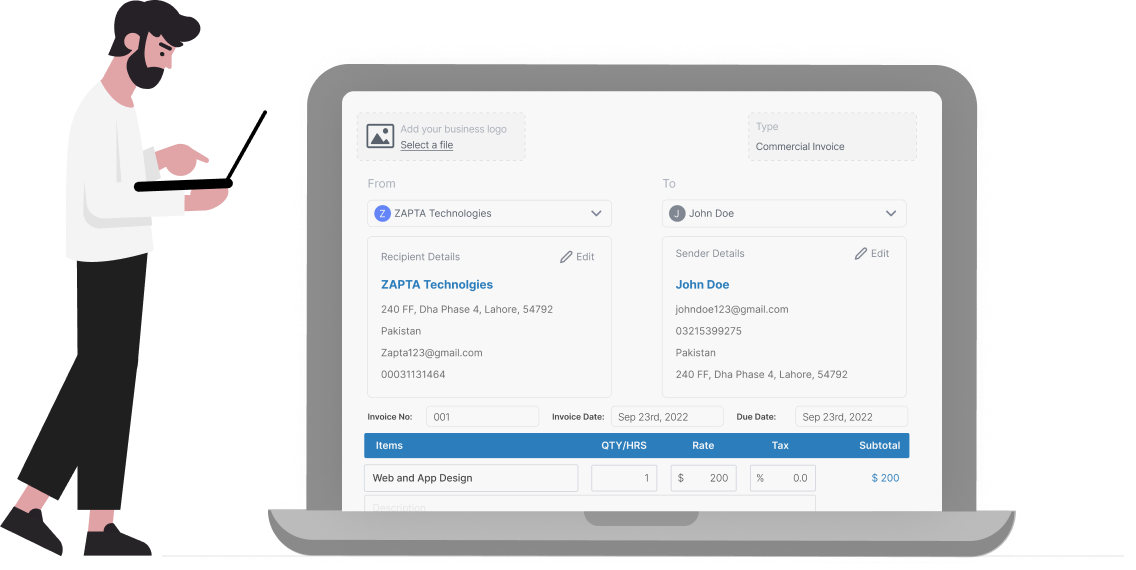 Add your business logo
Select a file
Type
Commercial Invoice
From
To
Z ZAPTA Technologies
J John Doe
Recipient Details
Edit
ZAPTA Technolgies
240 FF, Dha Phase 4, Lahore, 54792
Pakistan
Zapta123@gmail.com
00031131464
Sender Details
Edit
John Doe
johndoe123@gmail.com
03215399275
Pakistan
240 FF, Dha Phase 4, Lahore, 54792
Invoice No: 001 Invoice Date: Sep 23rd, 2022 Due Date: Sep 23rd, 2022
Items QTY/HRS Rate Tax Subtotal
Web and App Design 1 $ 200 % 0.0 $ 200
Description